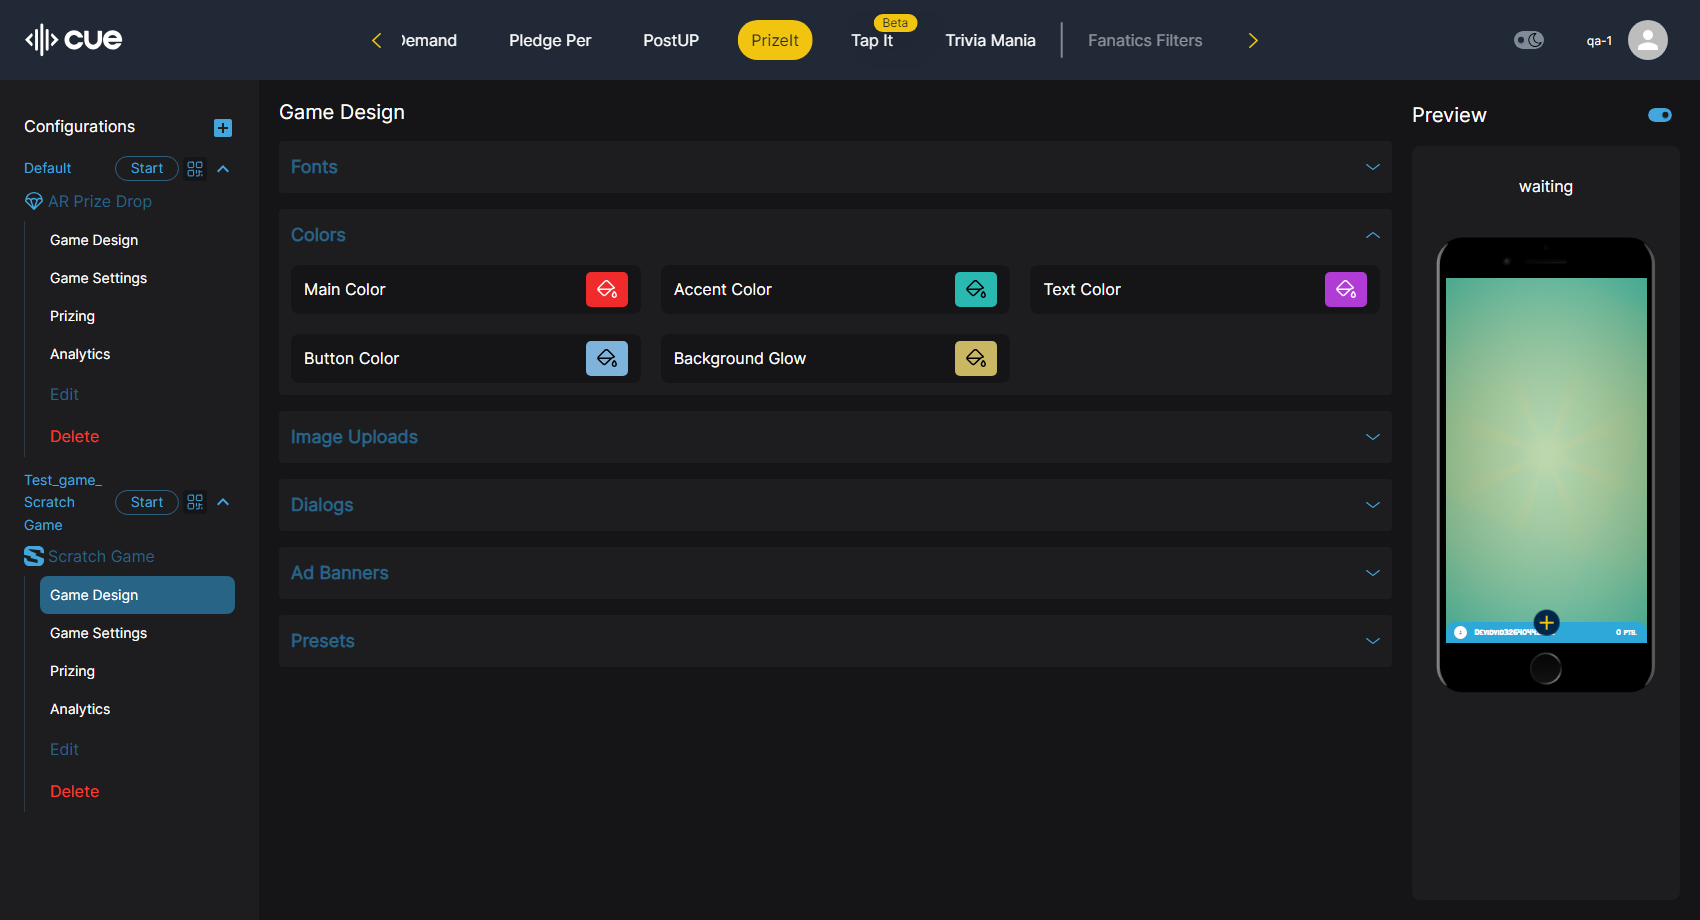 cue
Demand
Pledge Per
PostUP
PrizeIt
Beta
Tap It
Trivia Mania
Fanatics Filters
qa-1
Configurations
Default
Start
AR Prize Drop
Game Design
Game Settings
Prizing
Analytics
Edit
Delete
Test_game_
Scratch
Game
Start
Scratch Game
Game Design
Game Settings
Prizing
Analytics
Edit
Delete
Game Design
Fonts
Colors
Main Color
Accent Color
Text Color
Button Color
Background Glow
Image Uploads
Dialogs
Ad Banners
Presets
Preview
waiting
0 PTS.